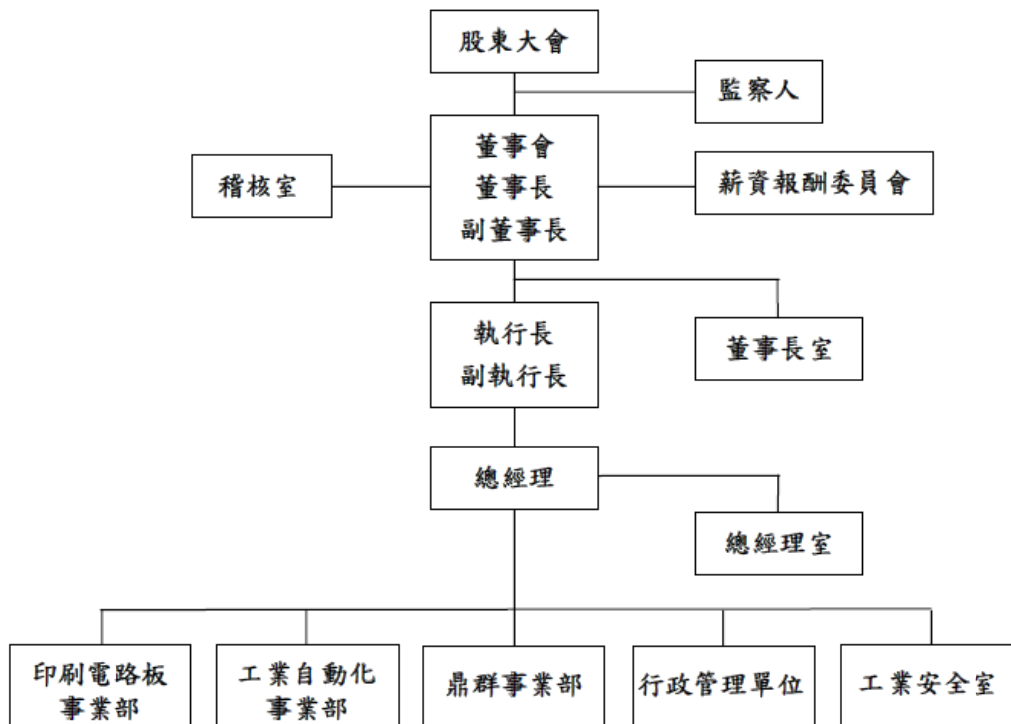 股東大會
監察人
董事會
董事長
副董事長
稽核室
薪資報酬委員會
執行長
副執行長
董事長室
總經理
總經理室
印刷電路板
事業部
工業自動化
事業部
鼎群事業部
行政管理單位
工業安全室